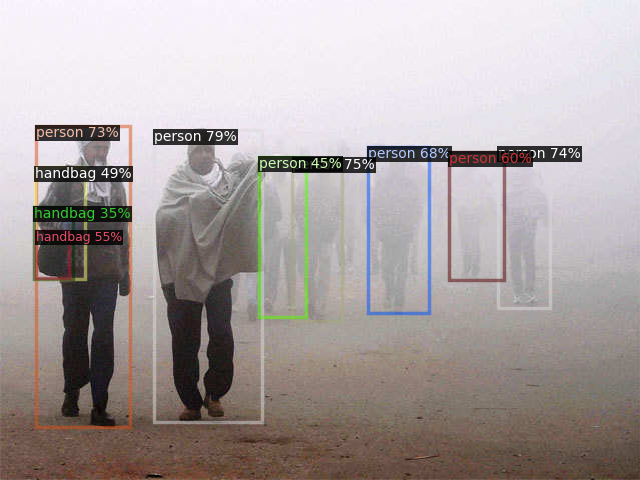 person 73%
person 79%
person 45%
75%
person 68%
person 60%
person 74%
handbag 49%
handbag 35%
handbag 55%